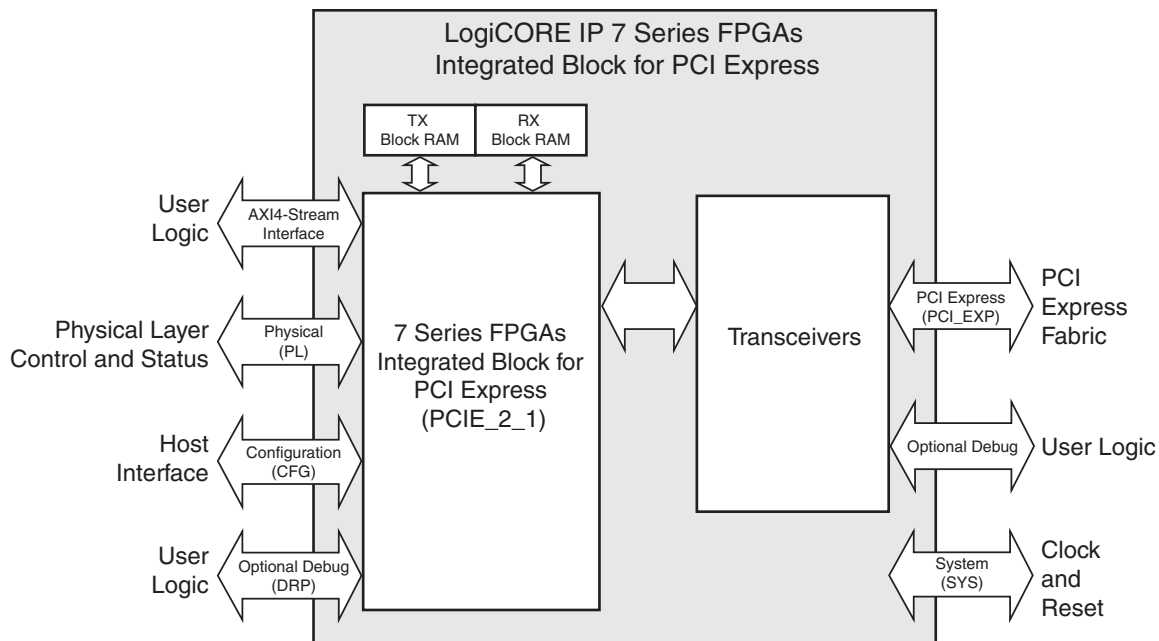 LogiCORE IP 7 Series FPGAs
Integrated Block for PCI Express
TX
Block RAM
RX
Block RAM
User
Logic
AXI4-Stream
Interface
Physical Layer
Control and Status
Physical
(PL)
Host
Interface
Configuration
(CFG)
User
Logic
Optional Debug
(DRP)
7 Series FPGAs
Integrated Block for
PCI Express
(PCIE_2_1)
Transceivers
PCI Express
(PCI_EXP)
PCI
Express
Fabric
Optional Debug
User Logic
System
(SYS)
Clock
and
Reset